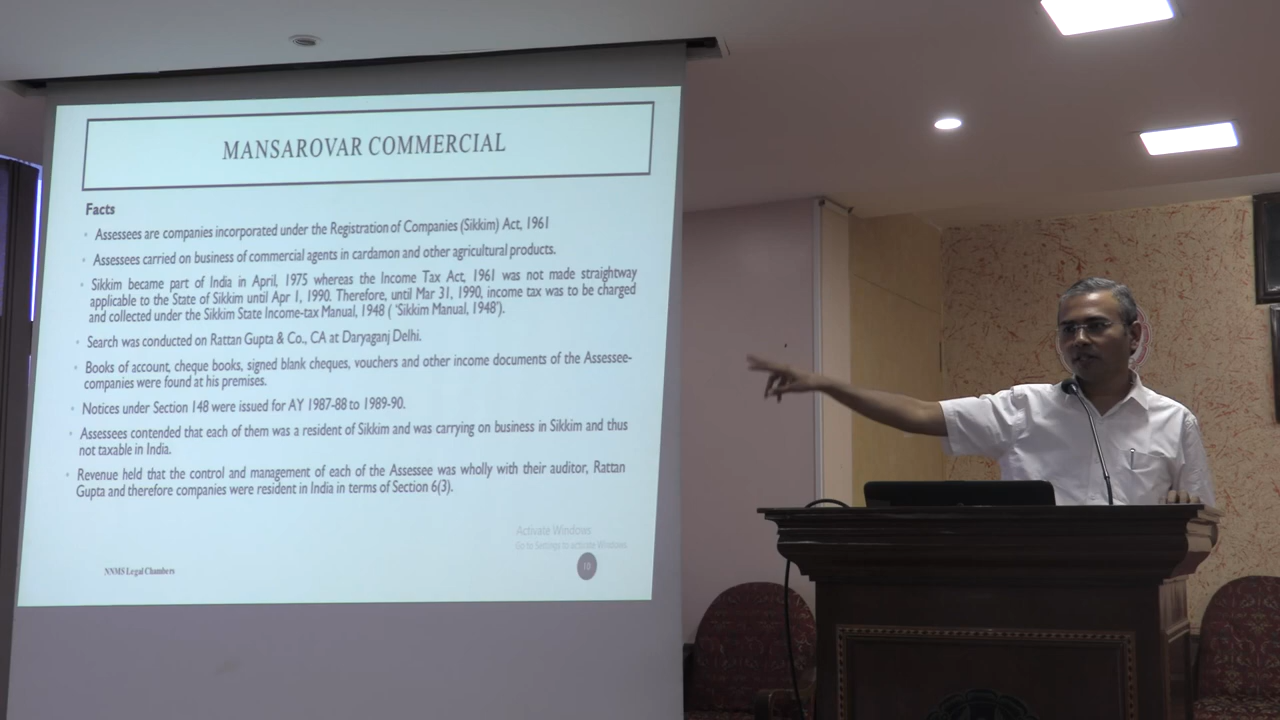 MANSAROVAR COMMERCIAL
Facts
Assessees are companies incorporated under the Registration of Companies (Sikkim) Act, 1961
Assessees carried on business of commercial agents in cardamon and other agricultural products.
Sikkim became part of India in April, 1975 whereas the Income Tax Act, 1961 was not made straightway
applicable to the State of Sikkim until Apr 1, 1990. Therefore, until Mar 31, 1990, income tax was to be charged
and collected under the Sikkim State Income-tax Manual, 1948 ( 'Sikkim Manual, 1948').
Search was conducted on Rattan Gupta & Co., CA at Daryaganj Delhi.
Books of account, cheque books, signed blank cheques, vouchers and other income documents of the Assessee-
companies were found at his premises.
Notices under Section 148 were issued for AY 1987-88 to 1989-90.
Assessees contended that each of them was a resident of Sikkim and was carrying on business in Sikkim and thus
not taxable in India.
Revenue held that the control and management of each of the Assessee was wholly with their auditor, Rattan
Gupta and therefore companies were resident in India in terms of Section 6(3).
Activate Windows
Go to Settings to activate Windows.
NNMS Legal Chambers
10